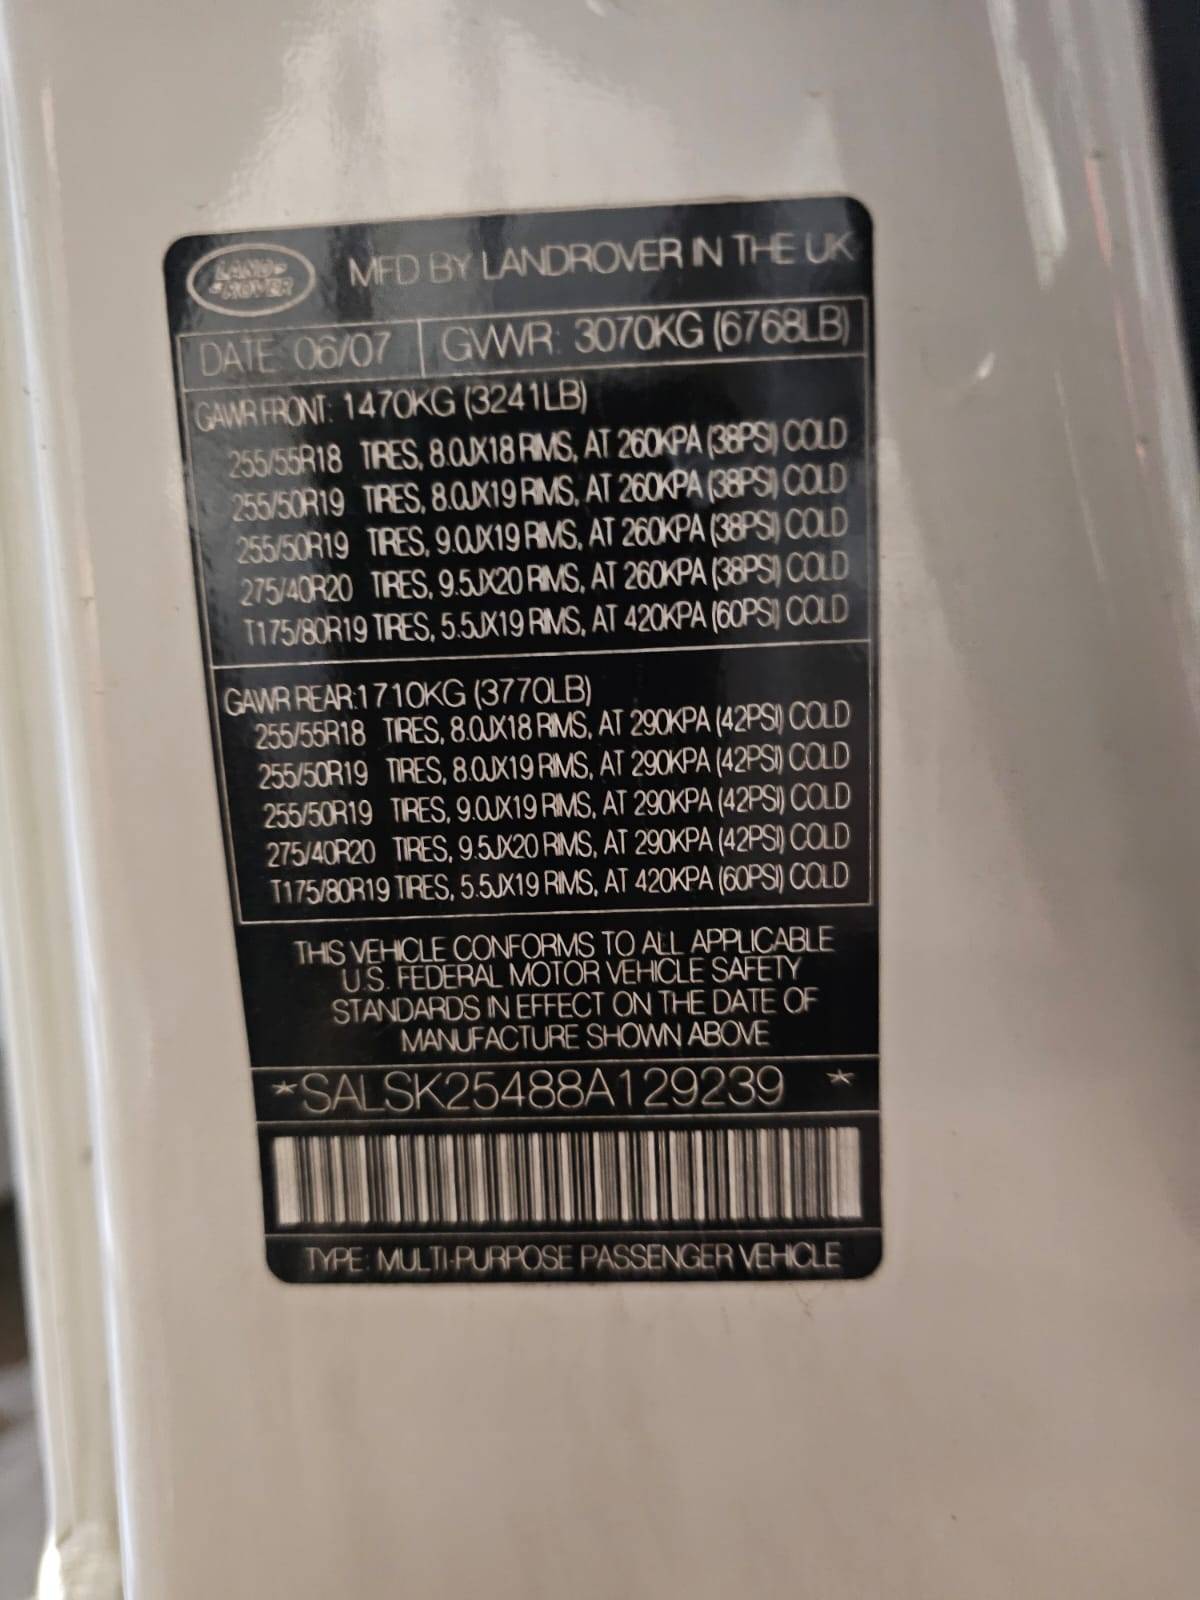 LAND-
-ROVER
MFD BY LANDROVER IN THE UK
DATE: 06/07 GVWR: 3070KG (6768LB)
GAWR FRONT: 1470KG (3241LB)
255/55R18 TIRES, 8.0JX18 RIMS, AT 260KPA (38PSI) COLD
255/50R19 TIRES, 8.0JX19 RIMS, AT 260KPA (38PSI) COLD
255/50R19 TIRES, 9.0JX19 RIMS, AT 260KPA (38PSI) COLD
275/40R20 TIRES, 9.5JX20 RIMS, AT 260KPA (38PSI) COLD
T175/80R19 TIRES, 5.5JX19 RIMS, AT 420KPA (60PSI) COLD
GAWR REAR:1710KG (3770LB)
255/55R18 TIRES, 8.0JX18 RIMS, AT 290KPA (42PSI) COLD
255/50R19 TIRES, 8.0JX19 RIMS, AT 290KPA (42PSI) COLD
255/50R19 TIRES, 9.0JX19 RIMS, AT 290KPA (42PSI) COLD
275/40R20 TIRES, 9.5JX20 RIMS, AT 290KPA (42PSI) COLD
T175/80R19 TIRES, 5.5JX19 RIMS, AT 420KPA (60PSI) COLD
THIS VEHICLE CONFORMS TO ALL APPLICABLE
U.S. FEDERAL MOTOR VEHICLE SAFETY
STANDARDS IN EFFECT ON THE DATE OF
MANUFACTURE SHOWN ABOVE
*SALSK25488A129239 *
TYPE: MULTI-PURPOSE PASSENGER VEHICLE